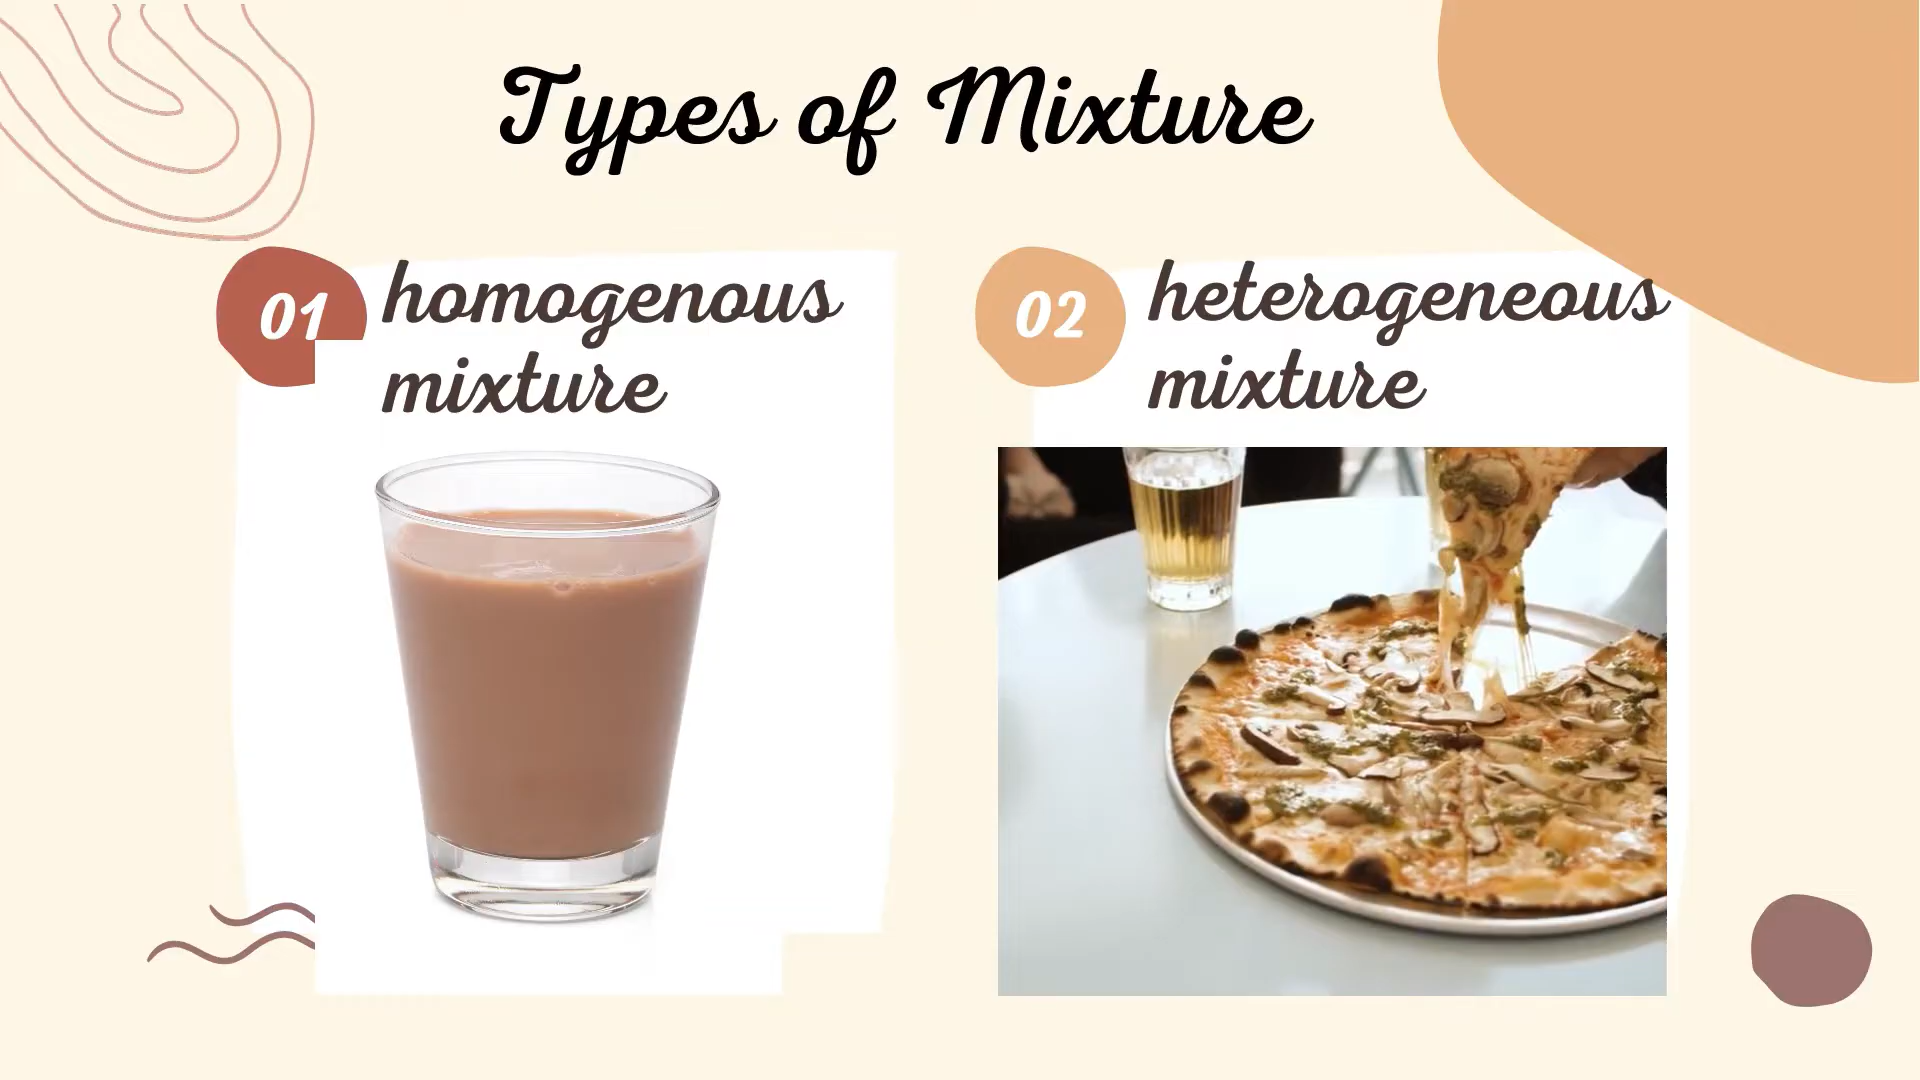 Types of Mixture
01
homogenous
mixture
02
heterogeneous
mixture